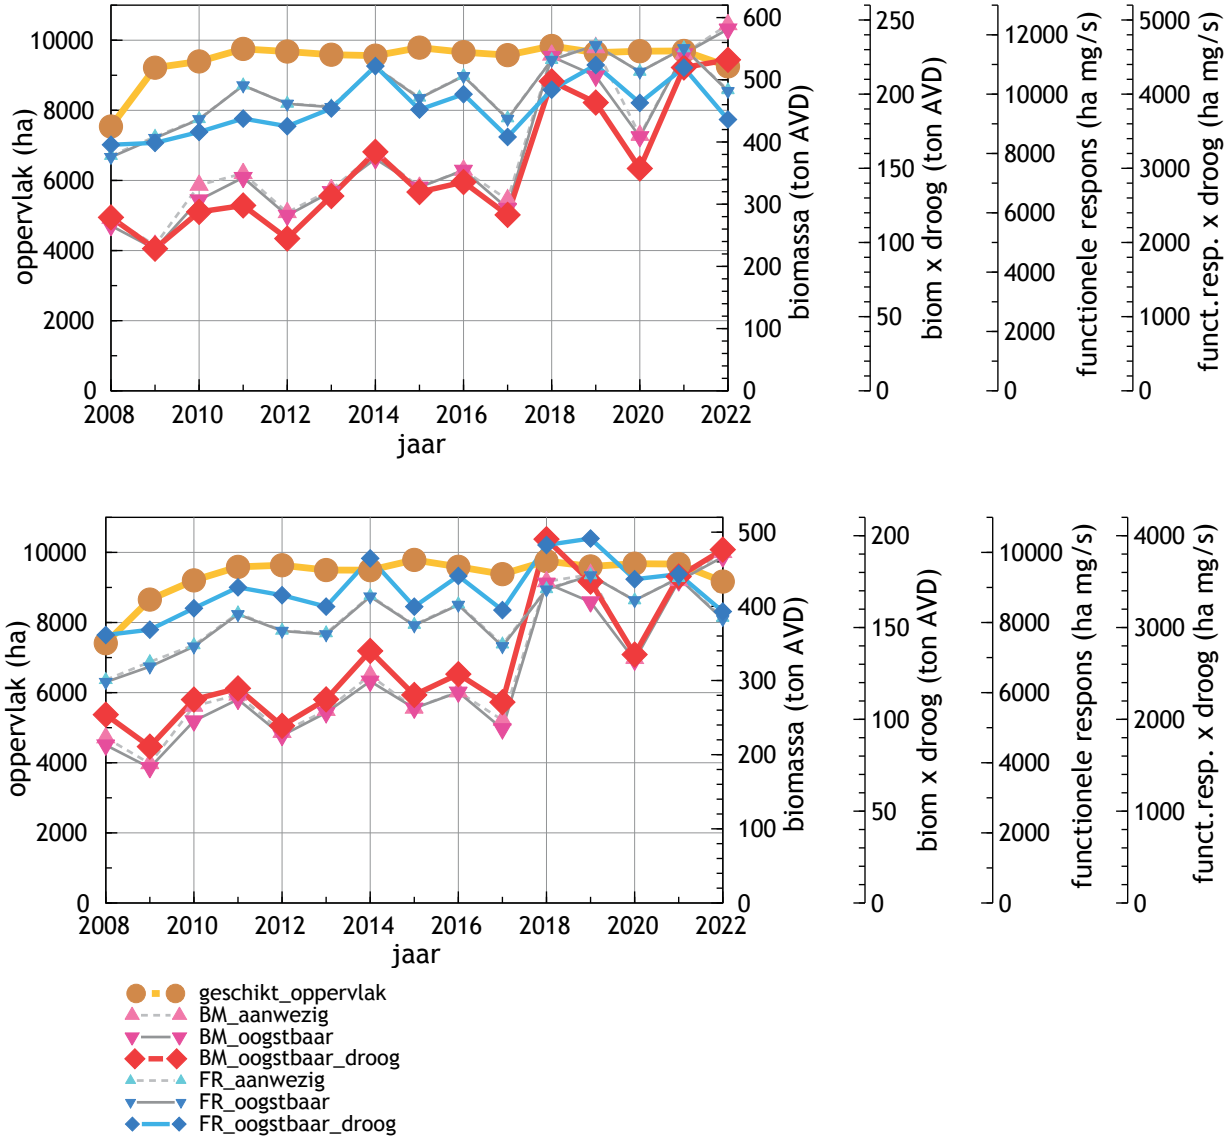 10000
8000
6000
4000
2000
0
oppervlak (ha)
2008 2010 2012 2014 2016 2018 2020 2022
jaar
600
500
400
300
200
100
0
biomassa (ton AVD)
250
200
150
100
50
0
biom x droog (ton AVD)
12000
10000
8000
6000
4000
2000
0
functionele respons (ha mg/s)
5000
4000
3000
2000
1000
0
funct.resp. x droog (ha mg/s)
10000
8000
6000
4000
2000
0
oppervlak (ha)
2008 2010 2012 2014 2016 2018 2020 2022
jaar
500
400
300
200
100
0
biomassa (ton AVD)
200
150
100
50
0
biom x droog (ton AVD)
10000
8000
6000
4000
2000
0
functionele respons (ha mg/s)
4000
3000
2000
1000
0
funct.resp. x droog (ha mg/s)
geschikt_oppervlak
BM_aanwezig
BM_oogstbaar
BM_oogstbaar_droog
FR_aanwezig
FR_oogstbaar
FR_oogstbaar_droog